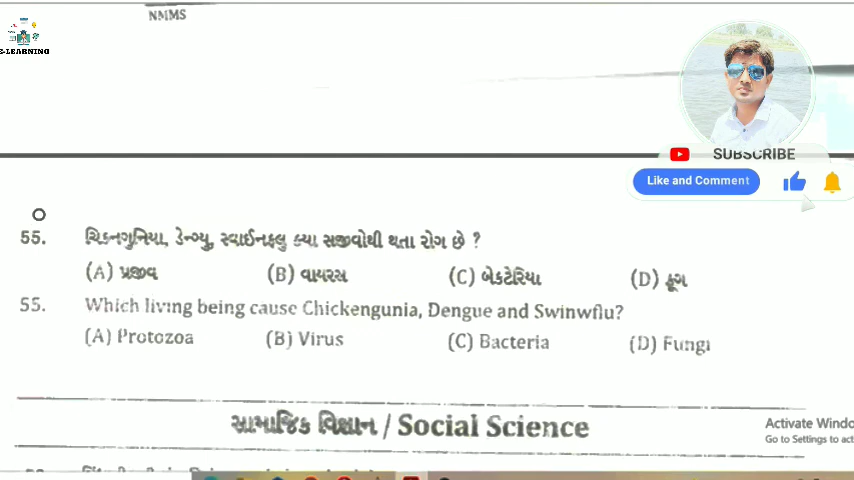 NMMS
E-LEARNING
SUBSCRIBE
Like and Comment
55. ચિકનગુનિયા, ડેન્ગ્યુ, સ્વાઈનફ્લુ ક્યા સજીવોથી થતા રોગ છે ?
(A) પ્રજીવ (B) વાયરસ (C) બેકટેરિયા (D) ફૂગ
55. Which living being cause Chickengunia, Dengue and Swinwflu?
(A) Protozoa (B) Virus (C) Bacteria (D) Fungi
સામાજિક વિજ્ઞાન / Social Science
Activate Windo
Go to Settings to act